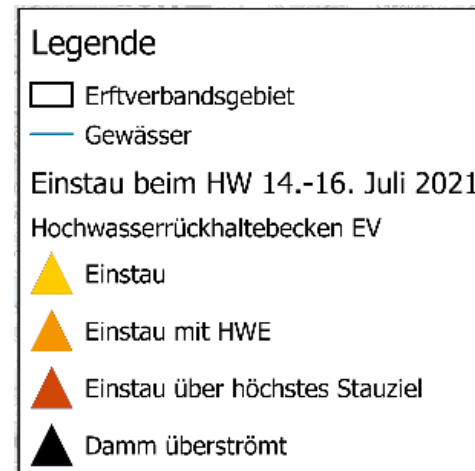 Legende
Erftverbandsgebiet
Gewässer
Einstau beim HW 14.-16. Juli 2021
Hochwasserrückhaltebecken EV
Einstau
Einstau mit HWE
Einstau über höchstes Stauziel
Damm überströmt